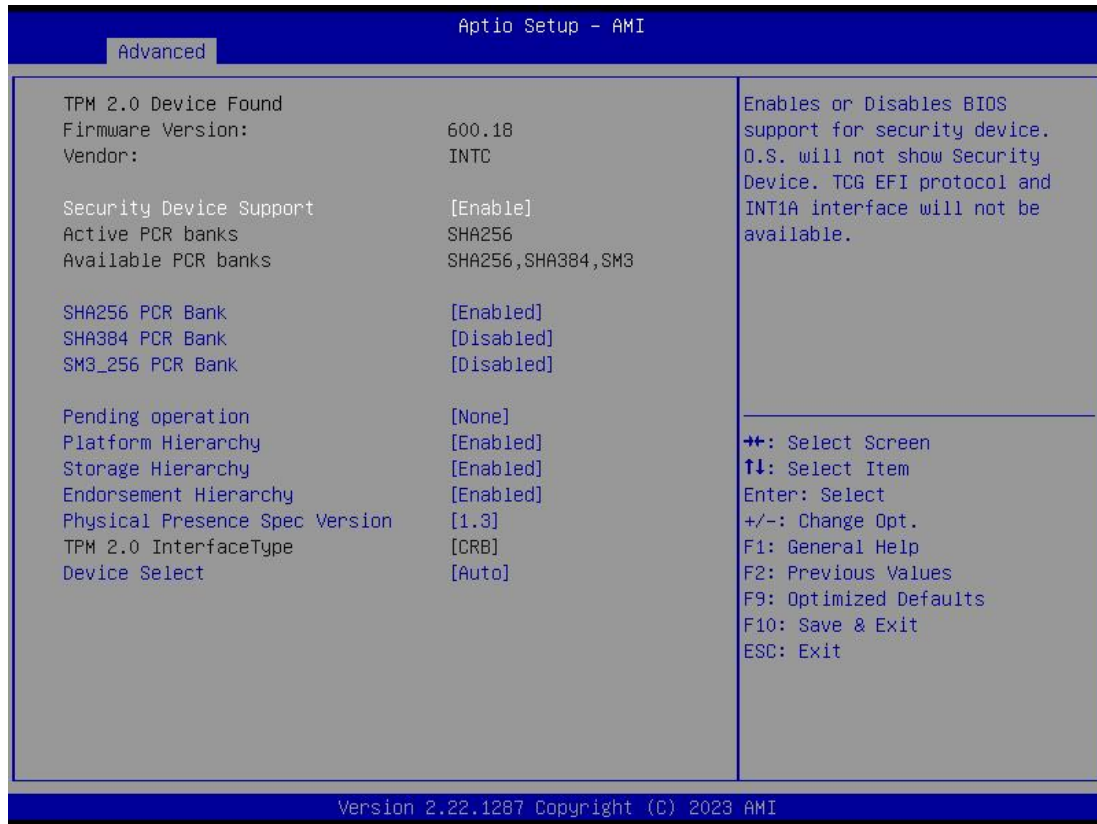 Aptio Setup - AMI
Advanced
TPM 2.0 Device Found
Firmware Version: 600.18
Vendor: INTC
Security Device Support [Enable]
Active PCR banks SHA256
Available PCR banks SHA256,SHA384,SM3
SHA256 PCR Bank [Enabled]
SHA384 PCR Bank [Disabled]
SM3_256 PCR Bank [Disabled]
Pending operation [None]
Platform Hierarchy [Enabled]
Storage Hierarchy [Enabled]
Endorsement Hierarchy [Enabled]
Physical Presence Spec Version [1.3]
TPM 2.0 InterfaceType [CRB]
Device Select [Auto]
Enables or Disables BIOS
support for security device.
O.S. will not show Security
Device. TCG EFI protocol and
INT1A interface will not be
available.
→←: Select Screen
↑↓: Select Item
Enter: Select
+/-: Change Opt.
F1: General Help
F2: Previous Values
F9: Optimized Defaults
F10: Save & Exit
ESC: Exit
Version 2.22.1287 Copyright (C) 2023 AMI